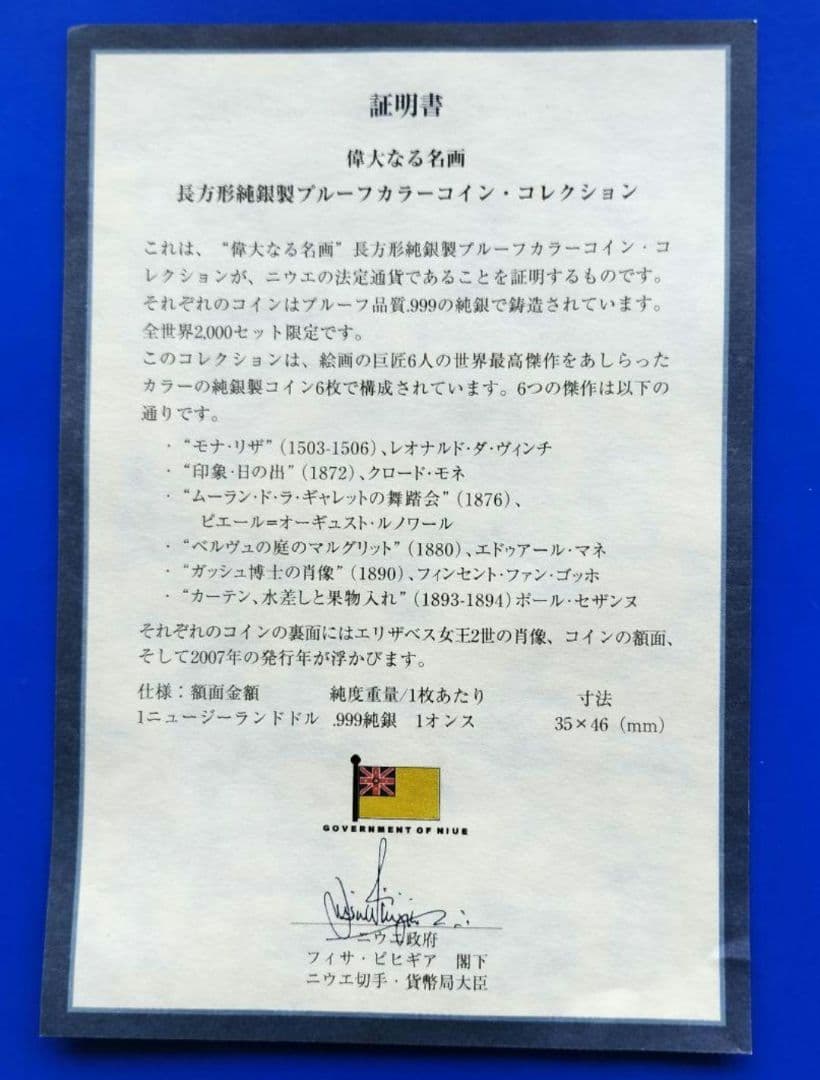 証明書
偉大なる名画
長方形純銀製プルーフカラーコイン・コレクション
これは、“偉大なる名画”長方形純銀製プルーフカラーコイン・コ
レクションが、ニウエの法定通貨であることを証明するものです。
それぞれのコインはプルーフ品質.999の純銀で鋳造されています。
全世界2,000セット限定です。
このコレクションは、絵画の巨匠6人の世界最高傑作をあしらった
カラーの純銀製コイン6枚で構成されています。6つの傑作は以下の
通りです。
・“モナ・リザ”(1503-1506)、レオナルド・ダ・ヴィンチ
・“印象・日の出”(1872)、クロード・モネ
・“ムーラン・ド・ラ・ギャレットの舞踏会”(1876)、
ピエール=オーギュスト・ルノワール
・“ベルヴュの庭のマルグリット”(1880)、エドゥアール・マネ
・“ガッシュ博士の肖像”(1890)、フィンセント・ファン・ゴッホ
・“カーテン、水差しと果物入れ”(1893-1894)ポール・セザンヌ
それぞれのコインの裏面にはエリザベス女王2世の肖像、コインの額面、
そして2007年の発行年が浮かびます。
仕様：額面金額 純度重量/1枚あたり 寸法
1ニュージーランドドル .999純銀 1オンス 35×46（mm）
GOVERNMENT OF NIUE
ニウエ政府
フィサ・ピヒギア 閣下
ニウエ切手・貨幣局大臣